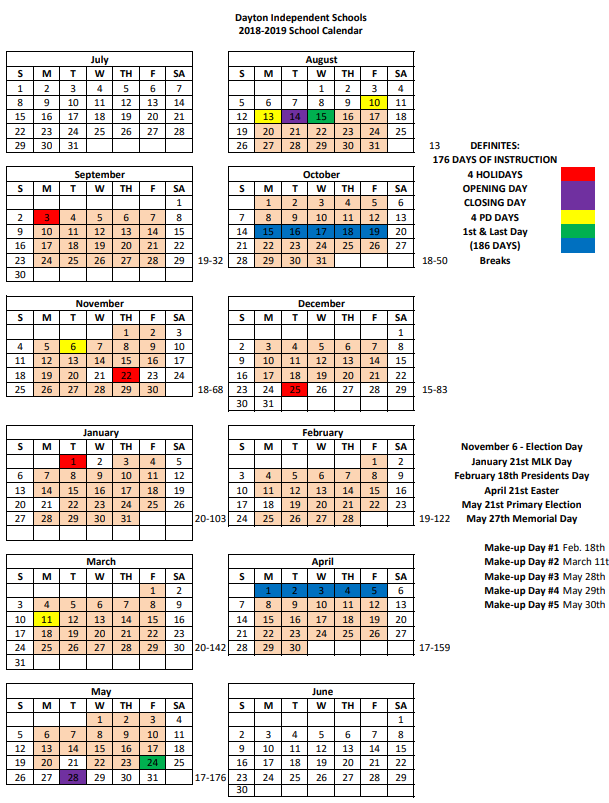 Dayton Independent Schools
2018-2019 School Calendar
July
S M T W TH F SA
1 2 3 4 5 6 7
8 9 10 11 12 13 14
15 16 17 18 19 20 21
22 23 24 25 26 27 28
29 30 31
August
S M T W TH F SA
1 2 3 4
5 6 7 8 9 10 11
12 13 14 15 16 17 18
19 20 21 22 23 24 25
26 27 28 29 30 31
13
DEFINITES:
176 DAYS OF INSTRUCTION
4 HOLIDAYS
OPENING DAY
CLOSING DAY
4 PD DAYS
1st & Last Day
(186 DAYS)
Breaks
September
S M T W TH F SA
1
2 3 4 5 6 7 8
9 10 11 12 13 14 15
16 17 18 19 20 21 22
23 24 25 26 27 28 29
30
19-32
October
S M T W TH F SA
1 2 3 4 5 6
7 8 9 10 11 12 13
14 15 16 17 18 19 20
21 22 23 24 25 26 27
28 29 30 31
18-50
November
S M T W TH F SA
1 2 3
4 5 6 7 8 9 10
11 12 13 14 15 16 17
18 19 20 21 22 23 24
25 26 27 28 29 30
18-68
December
S M T W TH F SA
1
2 3 4 5 6 7 8
9 10 11 12 13 14 15
16 17 18 19 20 21 22
23 24 25 26 27 28 29
30 31
15-83
January
S M T W TH F SA
1 2 3 4 5
6 7 8 9 10 11 12
13 14 15 16 17 18 19
20 21 22 23 24 25 26
27 28 29 30 31
20-103
February
S M T W TH F SA
1 2
3 4 5 6 7 8 9
10 11 12 13 14 15 16
17 18 19 20 21 22 23
24 25 26 27 28
19-122
November 6 - Election Day
January 21st MLK Day
February 18th Presidents Day
April 21st Easter
May 21st Primary Election
May 27th Memorial Day
Make-up Day #1 Feb. 18th
Make-up Day #2 March 11th
Make-up Day #3 May 28th
Make-up Day #4 May 29th
Make-up Day #5 May 30th
March
S M T W TH F SA
1 2
3 4 5 6 7 8 9
10 11 12 13 14 15 16
17 18 19 20 21 22 23
24 25 26 27 28 29 30
31
20-142
April
S M T W TH F SA
1 2 3 4 5 6
7 8 9 10 11 12 13
14 15 16 17 18 19 20
21 22 23 24 25 26 27
28 29 30
17-159
May
S M T W TH F SA
1 2 3 4
5 6 7 8 9 10 11
12 13 14 15 16 17 18
19 20 21 22 23 24 25
26 27 28 29 30 31
17-176
June
S M T W TH F SA
1
2 3 4 5 6 7 8
9 10 11 12 13 14 15
16 17 18 19 20 21 22
23 24 25 26 27 28 29
30